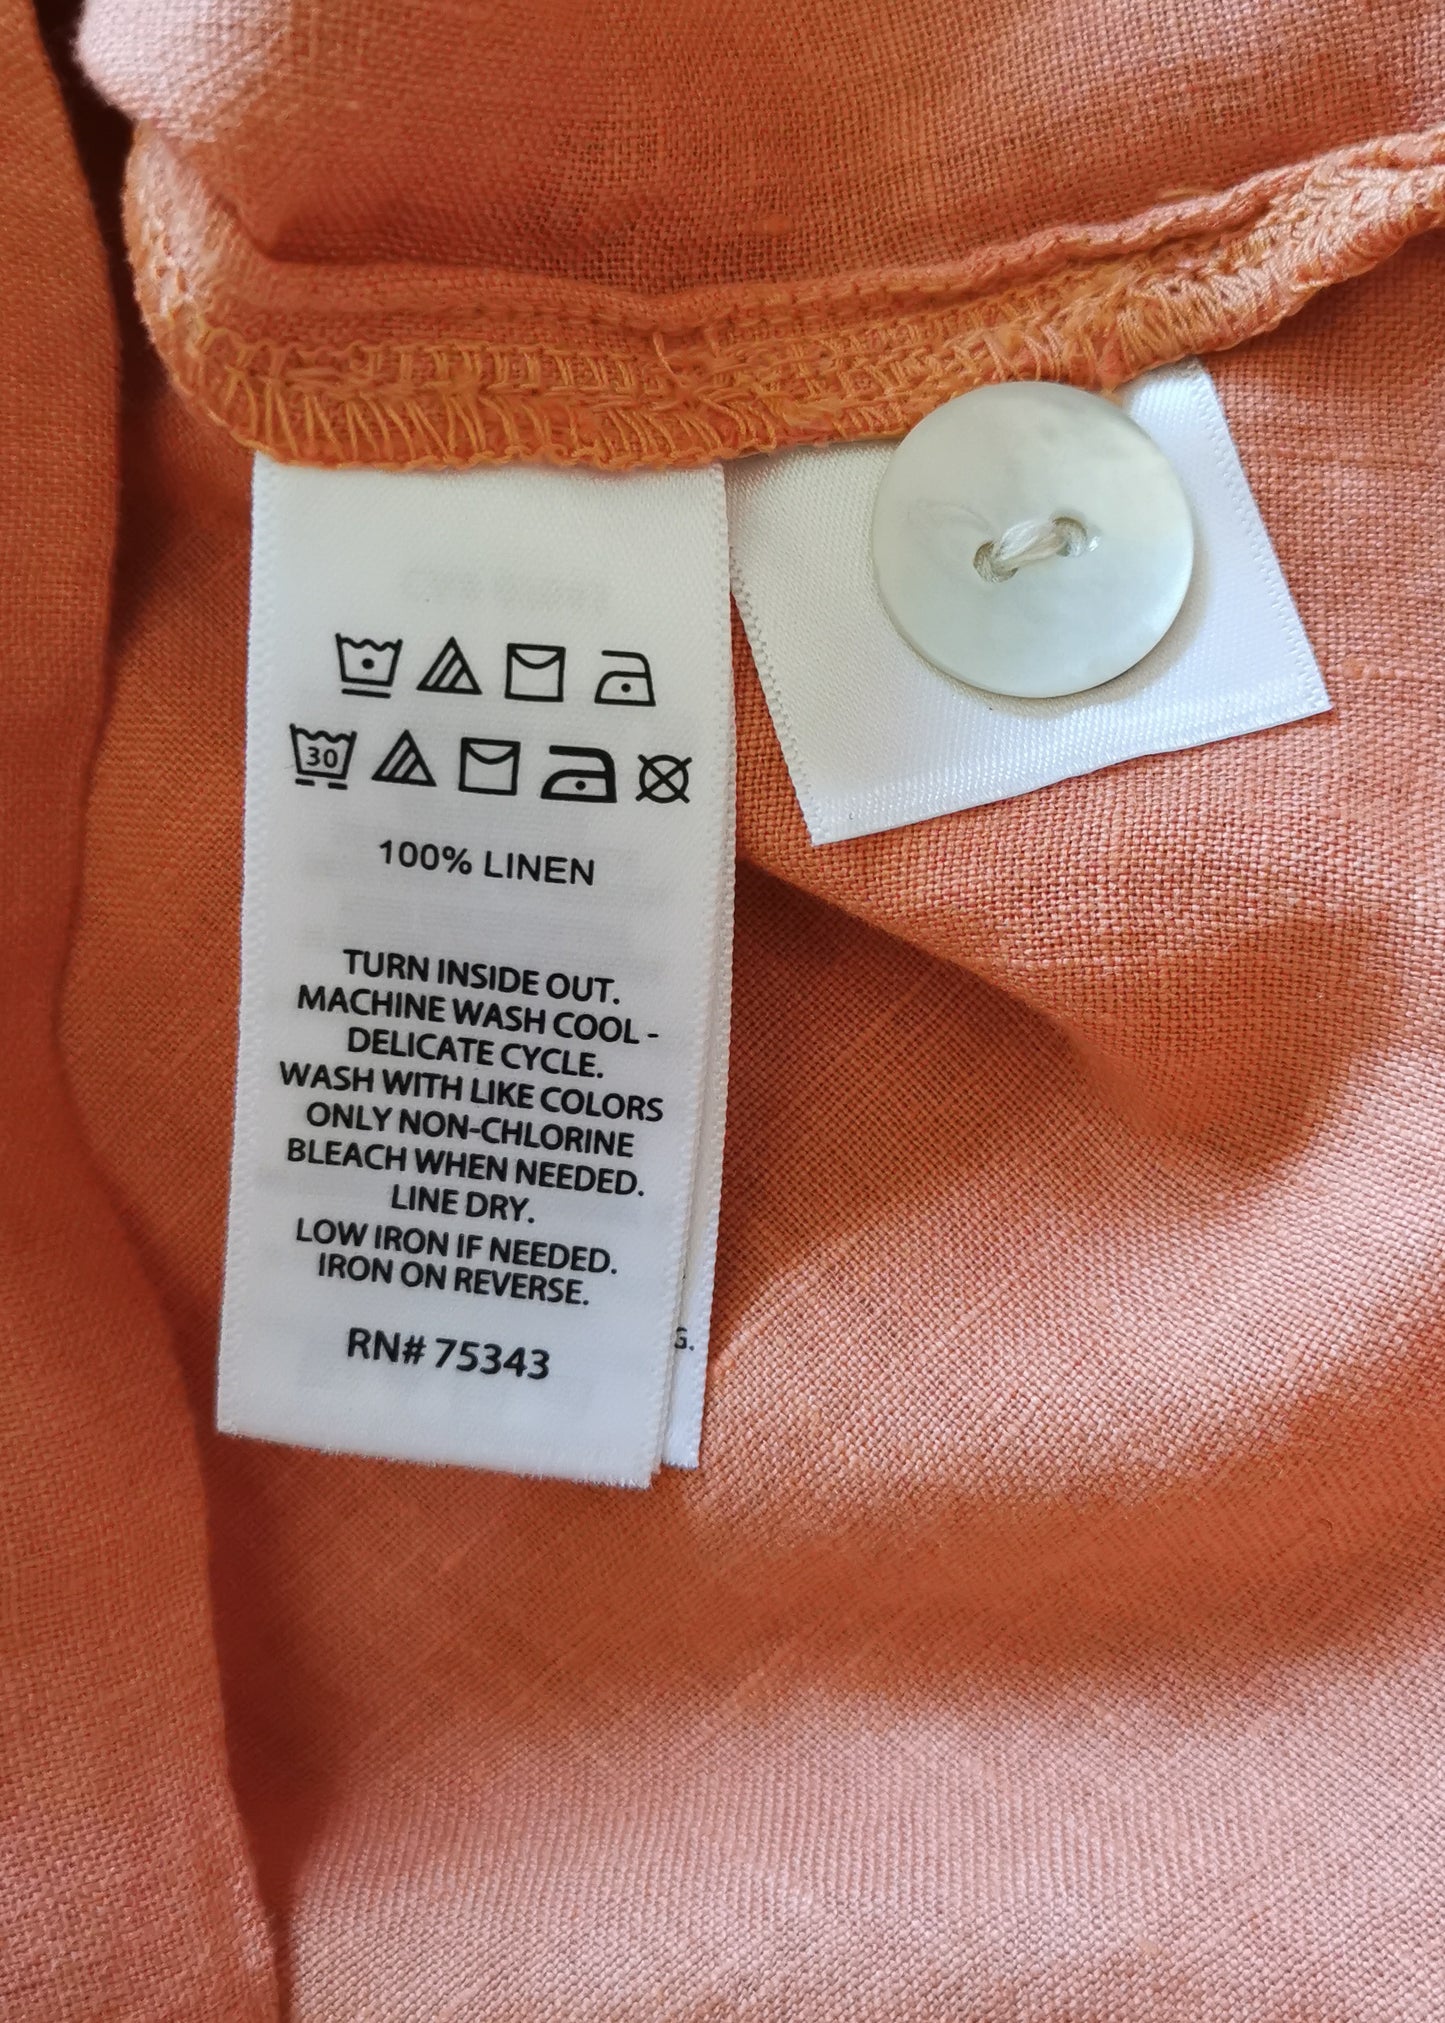 30
100% LINEN
TURN INSIDE OUT.
MACHINE WASH COOL -
DELICATE CYCLE.
WASH WITH LIKE COLORS
ONLY NON-CHLORINE
BLEACH WHEN NEEDED.
LINE DRY.
LOW IRON IF NEEDED.
IRON ON REVERSE.
G.
RN# 75343